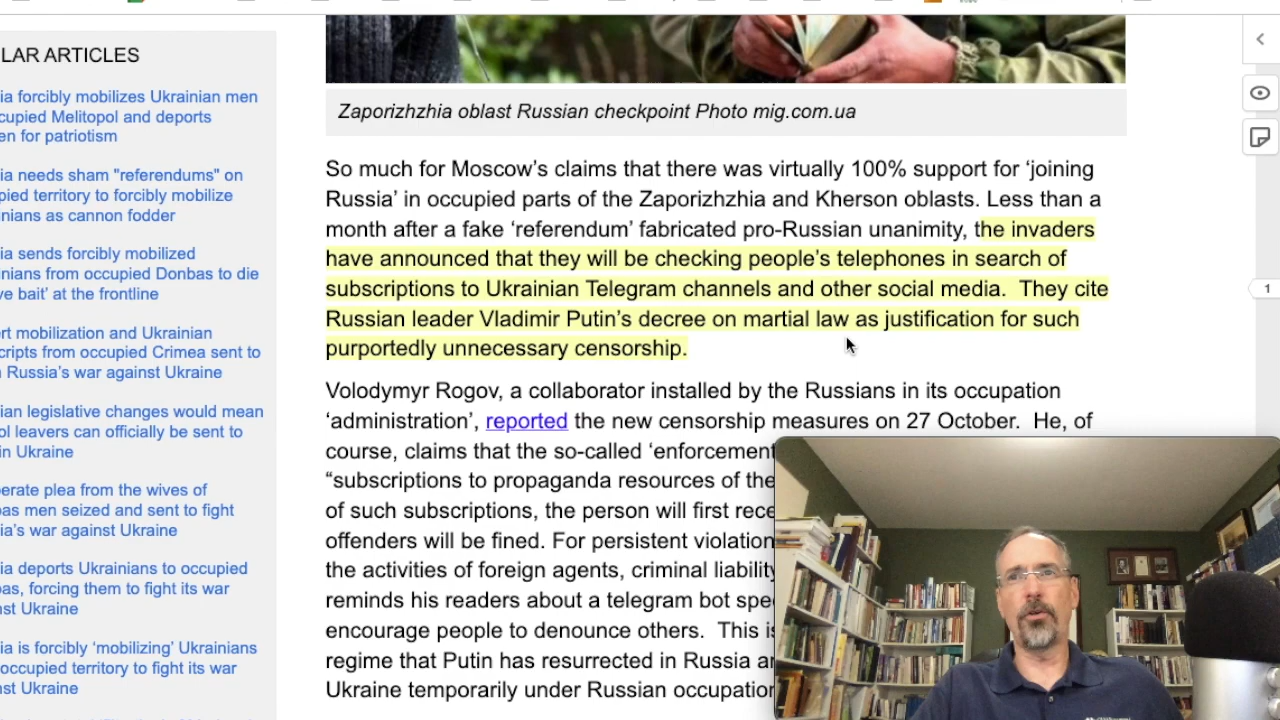 LAR ARTICLES
ia forcibly mobilizes Ukrainian men
cupied Melitopol and deports
en for patriotism
ia needs sham "referendums" on
pied territory to forcibly mobilize
inians as cannon fodder
ia sends forcibly mobilized
inians from occupied Donbas to die
ve bait' at the frontline
rt mobilization and Ukrainian
cripts from occupied Crimea sent to
n Russia's war against Ukraine
ian legislative changes would mean
ol leavers can officially be sent to
in Ukraine
erate plea from the wives of
bas men seized and sent to fight
ia's war against Ukraine
ia deports Ukrainians to occupied
bas, forcing them to fight its war
nst Ukraine
ia is forcibly ‘mobilizing’ Ukrainians
occupied territory to fight its war
nst Ukraine
Zaporizhzhia oblast Russian checkpoint Photo mig.com.ua
So much for Moscow’s claims that there was virtually 100% support for ‘joining
Russia’ in occupied parts of the Zaporizhzhia and Kherson oblasts. Less than a
month after a fake ‘referendum’ fabricated pro-Russian unanimity, the invaders
have announced that they will be checking people’s telephones in search of
subscriptions to Ukrainian Telegram channels and other social media.  They cite
Russian leader Vladimir Putin’s decree on martial law as justification for such
purportedly unnecessary censorship.
Volodymyr Rogov, a collaborator installed by the Russians in its occupation
‘administration’, reported the new censorship measures on 27 October.  He, of
course, claims that the so-called ‘enforcement
“subscriptions to propaganda resources of the
of such subscriptions, the person will first rece
offenders will be fined. For persistent violation
the activities of foreign agents, criminal liability
reminds his readers about a telegram bot spe
encourage people to denounce others.  This is
regime that Putin has resurrected in Russia an
Ukraine temporarily under Russian occupation
1